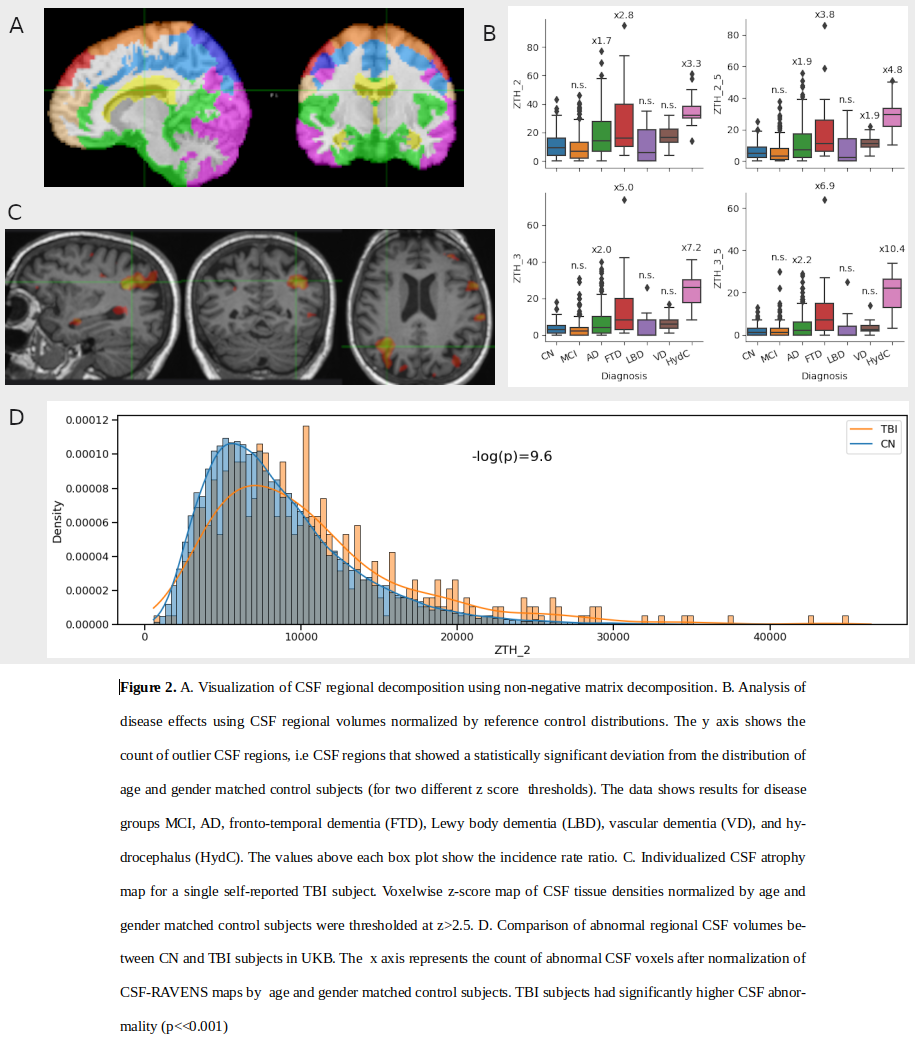 A
B
x2.8
x1.7
x3.3
n.s.
n.s.
n.s.
ZTH_2
80
60
40
20
0
x3.8
x1.9
x4.8
n.s.
n.s.
x1.9
ZTH_2_5
80
60
40
20
0
C
x5.0
x2.0
x7.2
n.s.
n.s.
n.s.
ZTH_3
60
40
20
0
CN MCI AD FTD LBD VD HydC
Diagnosis
x6.9
x2.2
x10.4
n.s.
n.s.
n.s.
ZTH_3_5
60
40
20
0
CN MCI AD FTD LBD VD HydC
Diagnosis
D
0.00012
0.00010
0.00008
0.00006
0.00004
0.00002
0.00000
Density
-log(p)=9.6
TBI
CN
0 10000 20000 30000 40000
ZTH_2
Figure 2. A. Visualization of CSF regional decomposition using non-negative matrix decomposition. B. Analysis of
disease effects using CSF regional volumes normalized by reference control distributions. The y axis shows the
count of outlier CSF regions, i.e CSF regions that showed a statistically significant deviation from the distribution of
age and gender matched control subjects (for two different z score thresholds). The data shows results for disease
groups MCI, AD, fronto-temporal dementia (FTD), Lewy body dementia (LBD), vascular dementia (VD), and hy-
drocephalus (HydC). The values above each box plot show the incidence rate ratio. C. Individualized CSF atrophy
map for a single self-reported TBI subject. Voxelwise z-score map of CSF tissue densities normalized by age and
gender matched control subjects were thresholded at z>2.5. D. Comparison of abnormal regional CSF volumes be-
tween CN and TBI subjects in UKB. The x axis represents the count of abnormal CSF voxels after normalization of
CSF-RAVENS maps by age and gender matched control subjects. TBI subjects had significantly higher CSF abnor-
mality (p<<0.001)